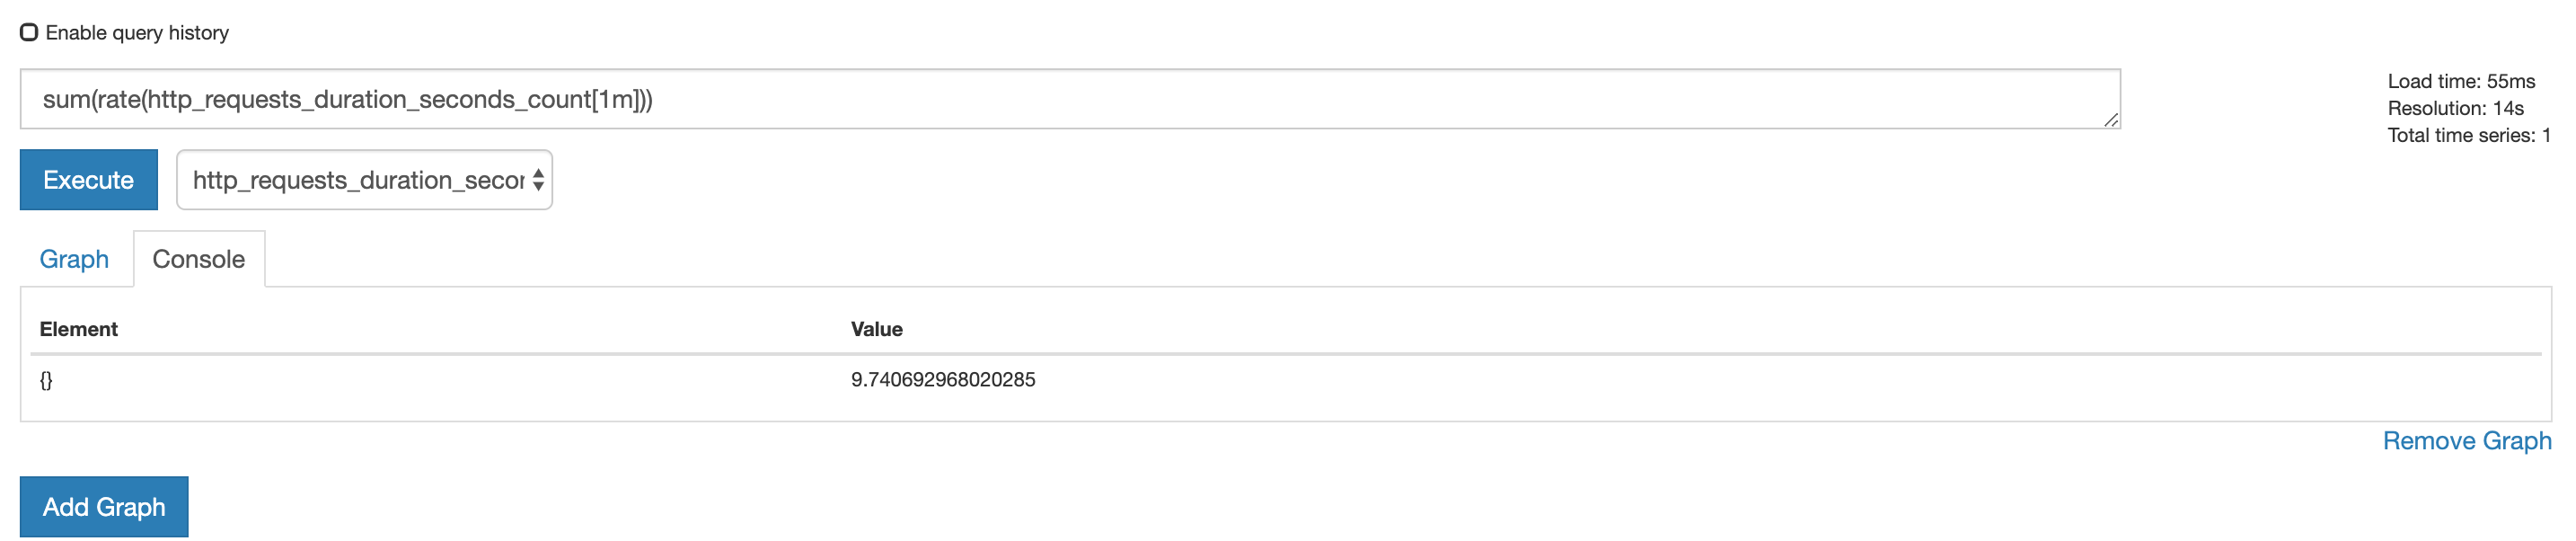 Enable query history
sum(rate(http_requests_duration_seconds_count[1m]))
Load time: 55ms
Resolution: 14s
Total time series: 1
Execute
http_requests_duration_secor
Graph
Console
Element Value
{} 9.740692968020285
Remove Graph
Add Graph